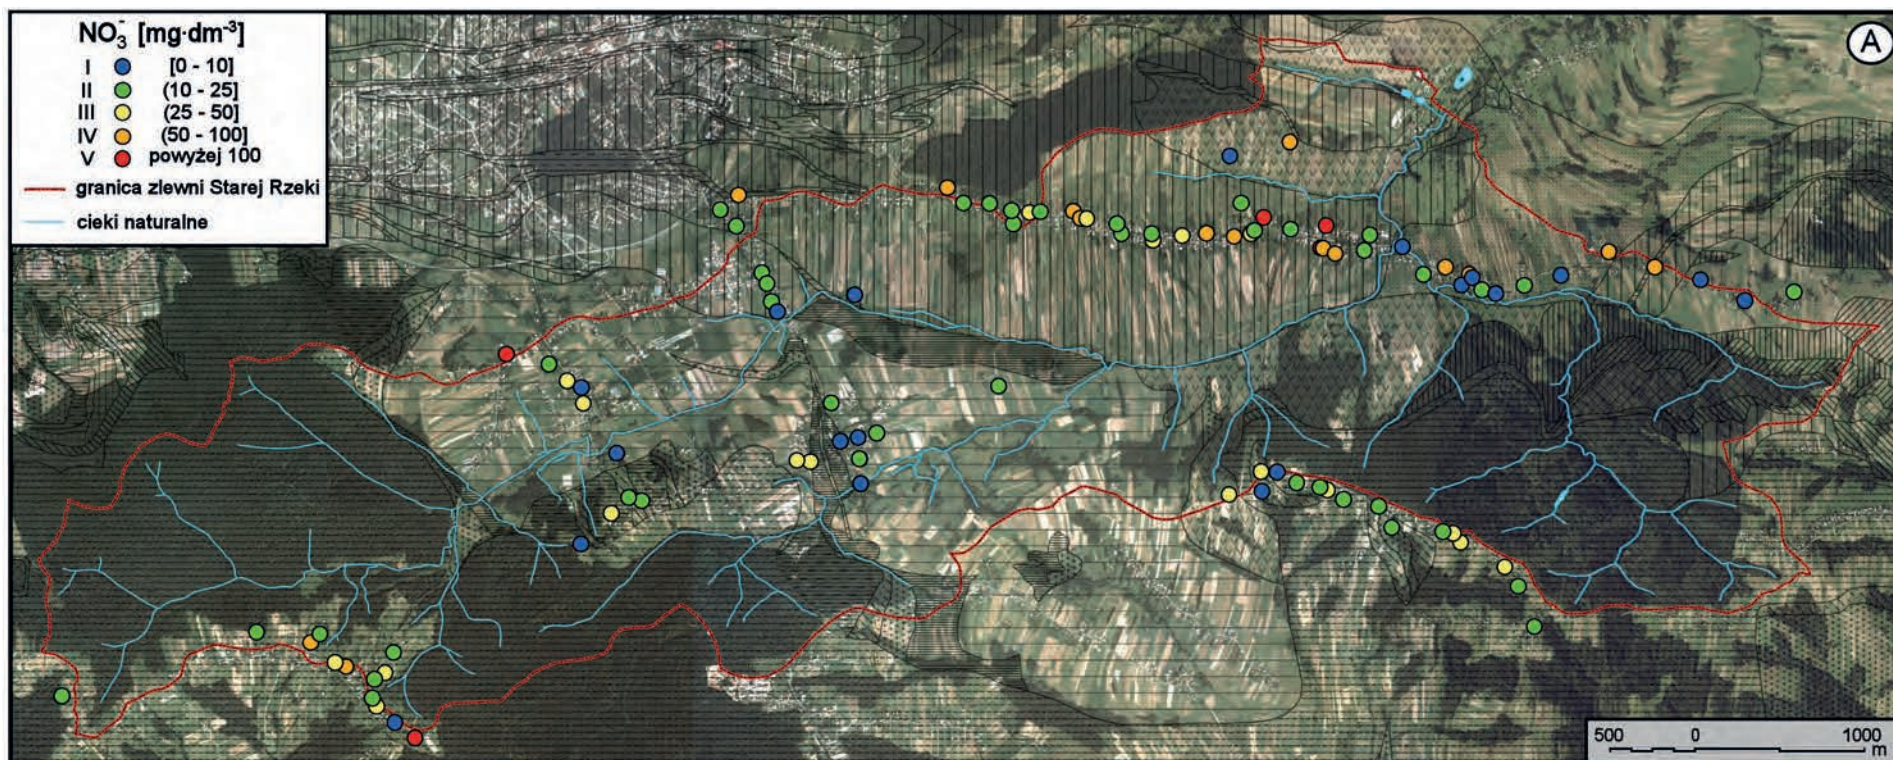 NO₃⁻ [mg·dm⁻³]
I [0 - 10]
II (10 - 25]
III (25 - 50]
IV (50 - 100]
V powyżej 100
granica zlewni Starej Rzeki
cieki naturalne
A
500 0 1000
m